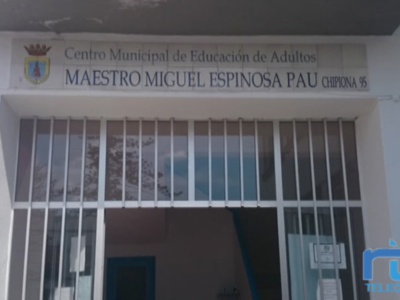 Centro Municipal de Educación de Adultos
MAESTRO MIGUEL ESPINOSA PAU CHIPIONA 95